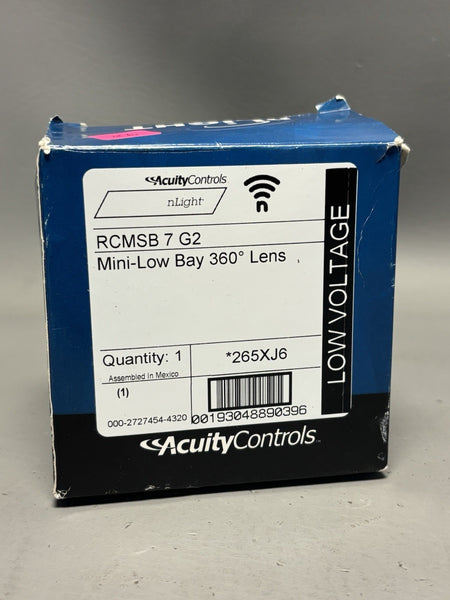 AcuityControls
nLight
n
RCMSB 7 G2
Mini-Low Bay 360° Lens
LOW VOLTAGE
Quantity: 1
*265XJ6
Assembled in Mexico
(1)
000-2727454-4320
00193048890396
AcuityControls